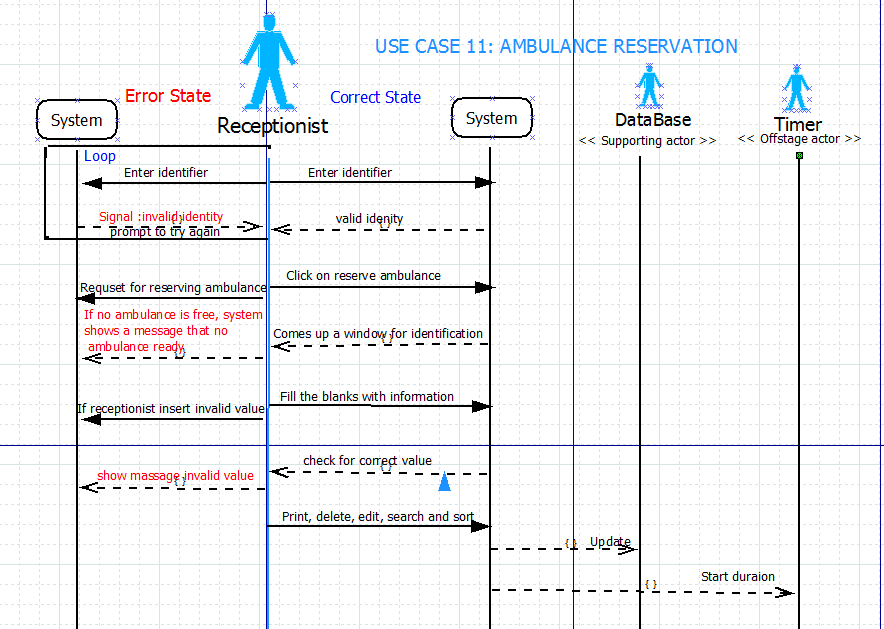 USE CASE 11: AMBULANCE RESERVATION
Error State
Correct State
System
Receptionist
System
DataBase
<< Supporting actor >>
Timer
<< Offstage actor >>
Loop
Enter identifier
Enter identifier
Signal :invalid identity
{ }
prompt to try again
valid idenity
{ }
Requset for reserving ambulance
Click on reserve ambulance
If no ambulance is free, system
shows a message that no
ambulance ready
{ }
Comes up a window for identification
{ }
If receptionist insert invalid value
Fill the blanks with information
show massage invalid value
{ }
check for correct value
{ }
Print, delete, edit, search and sort
{ } Update
{ } Start duraion